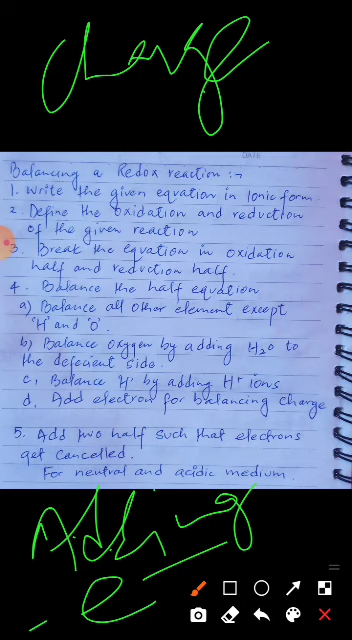 charge
DATE
Balancing a Redox reaction :-
1. Write the given equation in Ionic form.
2. Define the oxidation and reduction
of the given reaction
3. Break the equation in oxidation
half and reduction half.
4. Balance the half equation
a) Balance all other element except
'H' and 'O'.
b) Balance oxygen by adding H₂O to
the defecient side.
c, Balance 'H' by adding H⁺ ions
d, Add electron for balancing charge
5. Add two half such that electrons
get cancelled.
For neutral and acidic medium.
Adding
e⁻